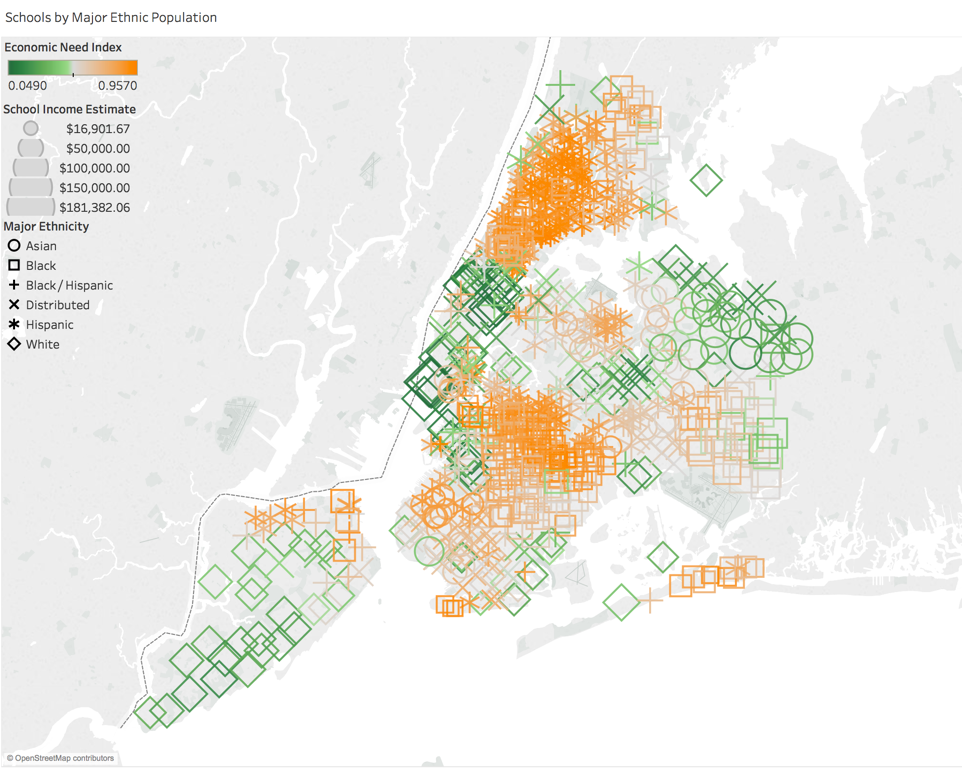 Schools by Major Ethnic Population
Economic Need Index
0.0490 0.9570
School Income Estimate
$16,901.67
$50,000.00
$100,000.00
$150,000.00
$181,382.06
Major Ethnicity
Asian
Black
Black / Hispanic
Distributed
Hispanic
White
© OpenStreetMap contributors